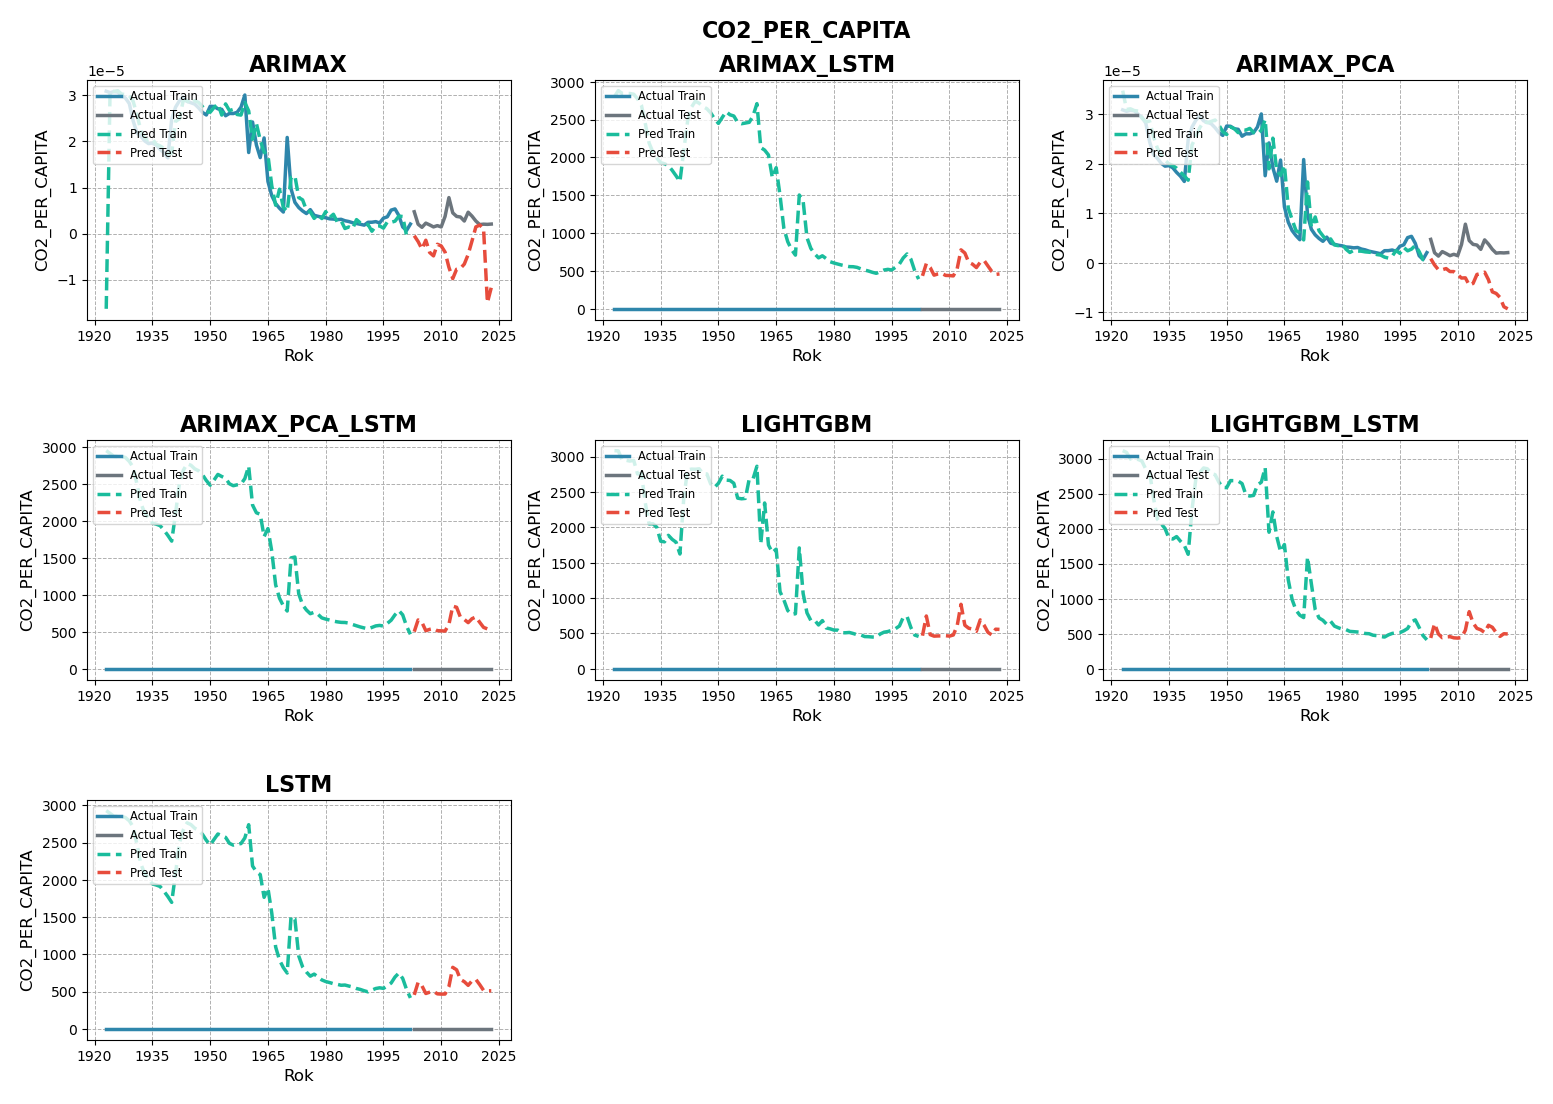 CO2_PER_CAPITA
ARIMAX
1e−5
CO2_PER_CAPITA
3
2
1
0
−1
Actual Train
Actual Test
Pred Train
Pred Test
1920 1935 1950 1965 1980 1995 2010 2025
Rok
ARIMAX_LSTM
CO2_PER_CAPITA
3000
2500
2000
1500
1000
500
0
Actual Train
Actual Test
Pred Train
Pred Test
1920 1935 1950 1965 1980 1995 2010 2025
Rok
ARIMAX_PCA
1e−5
CO2_PER_CAPITA
3
2
1
0
−1
Actual Train
Actual Test
Pred Train
Pred Test
1920 1935 1950 1965 1980 1995 2010 2025
Rok
ARIMAX_PCA_LSTM
CO2_PER_CAPITA
3000
2500
2000
1500
1000
500
0
Actual Train
Actual Test
Pred Train
Pred Test
1920 1935 1950 1965 1980 1995 2010 2025
Rok
LIGHTGBM
CO2_PER_CAPITA
3000
2500
2000
1500
1000
500
0
Actual Train
Actual Test
Pred Train
Pred Test
1920 1935 1950 1965 1980 1995 2010 2025
Rok
LIGHTGBM_LSTM
CO2_PER_CAPITA
3000
2500
2000
1500
1000
500
0
Actual Train
Actual Test
Pred Train
Pred Test
1920 1935 1950 1965 1980 1995 2010 2025
Rok
LSTM
CO2_PER_CAPITA
3000
2500
2000
1500
1000
500
0
Actual Train
Actual Test
Pred Train
Pred Test
1920 1935 1950 1965 1980 1995 2010 2025
Rok